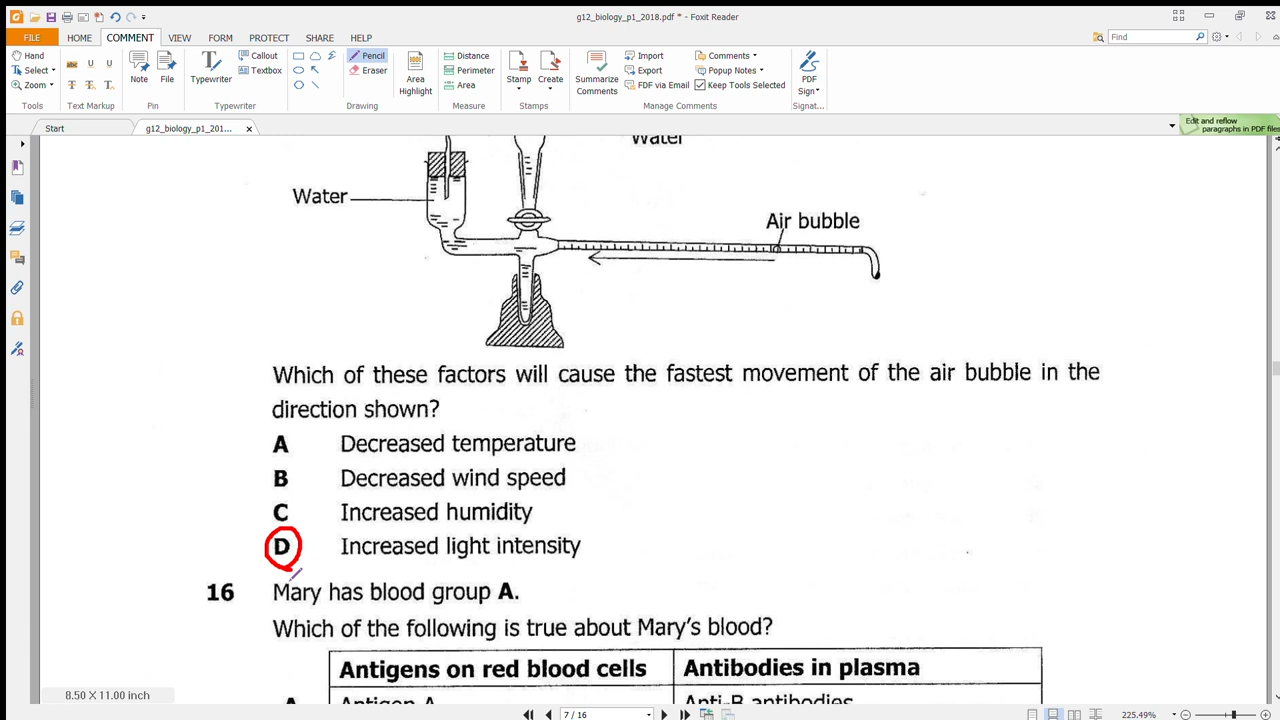 g12_biology_p1_2018.pdf * - Foxit Reader
FILE HOME COMMENT VIEW FORM PROTECT SHARE HELP
Find
Hand
Select
Zoom
Tools
Text Markup
Note
File
Pin
Typewriter
Callout
Textbox
Typewriter
Pencil
Eraser
Drawing
Area Highlight
Distance
Perimeter
Area
Measure
Stamp
Create
Stamps
Summarize Comments
Import
Export
FDF via Email
Comments
Popup Notes
Keep Tools Selected
Manage Comments
PDF Sign
Signat...
Start
g12_biology_p1_201...
Edit and reflow
paragraphs in PDF files
Water
Water
Air bubble
Which of these factors will cause the fastest movement of the air bubble in the
direction shown?
A Decreased temperature
B Decreased wind speed
C Increased humidity
D Increased light intensity
16 Mary has blood group A.
Which of the following is true about Mary's blood?
Antigens on red blood cells Antibodies in plasma
A Antigen A Anti-B antibodies
8.50 × 11.00 inch
7 / 16
225.49%